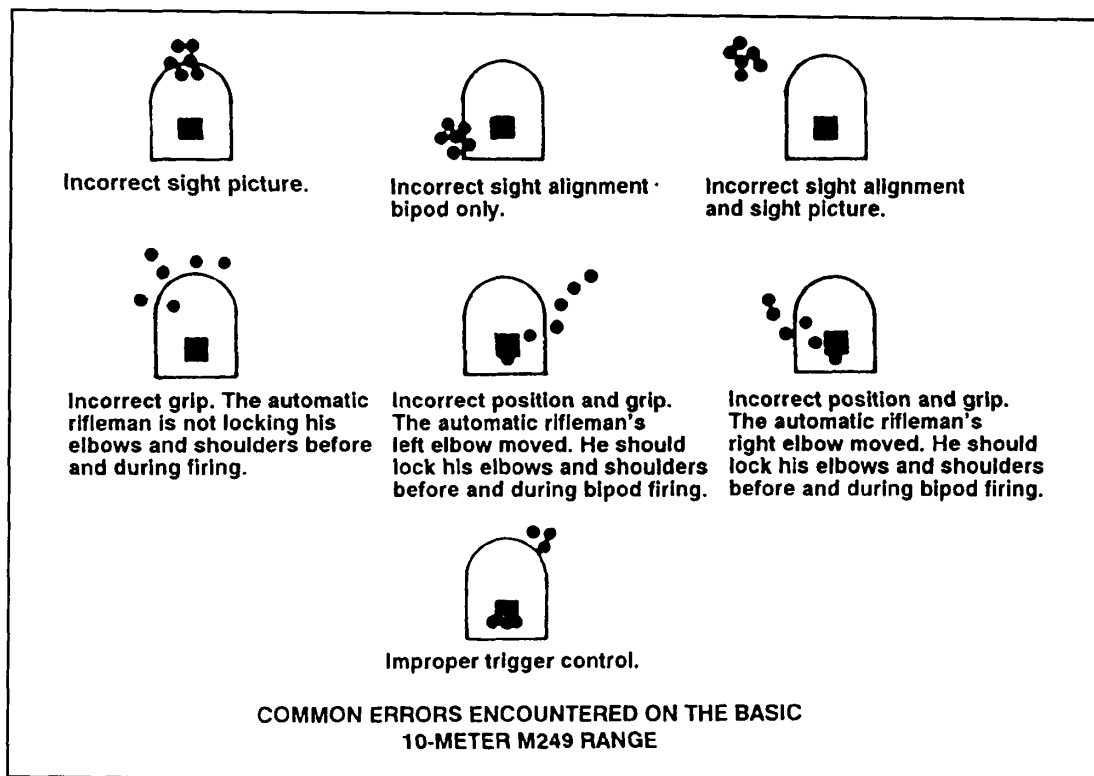 Incorrect sight picture.
Incorrect sight alignment ·
bipod only.
Incorrect sight alignment
and sight picture.
Incorrect grip. The automatic
rifleman is not locking his
elbows and shoulders before
and during firing.
Incorrect position and grip.
The automatic rifleman's
left elbow moved. He should
lock his elbows and shoulders
before and during bipod firing.
Incorrect position and grip.
The automatic rifleman's
right elbow moved. He should
lock his elbows and shoulders
before and during bipod firing.
Improper trigger control.
COMMON ERRORS ENCOUNTERED ON THE BASIC
10-METER M249 RANGE